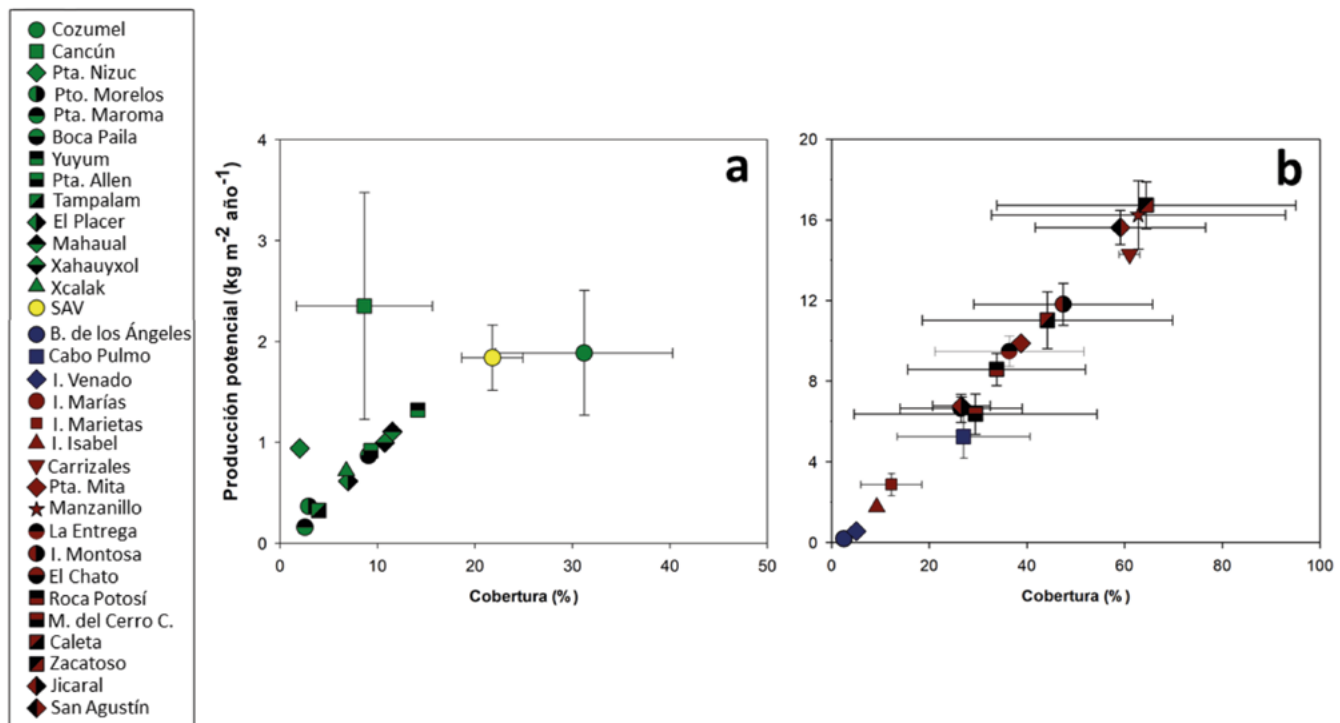 Cozumel
Cancún
Pta. Nizuc
Pto. Morelos
Pta. Maroma
Boca Paila
Yuyum
Pta. Allen
Tampalam
El Placer
Mahaual
Xahauyxol
Xcalak
SAV
B. de los Ángeles
Cabo Pulmo
I. Venado
I. Marías
I. Marietas
I. Isabel
Carrizales
Pta. Mita
Manzanillo
La Entrega
I. Montosa
El Chato
Roca Potosí
M. del Cerro C.
Caleta
Zacatoso
Jicaral
San Agustín
Producción potencial (kg m⁻² año⁻¹)
4
3
2
1
0
a
0 10 20 30 40 50
Cobertura (%)
20
16
12
8
4
0
b
0 20 40 60 80 100
Cobertura (%)